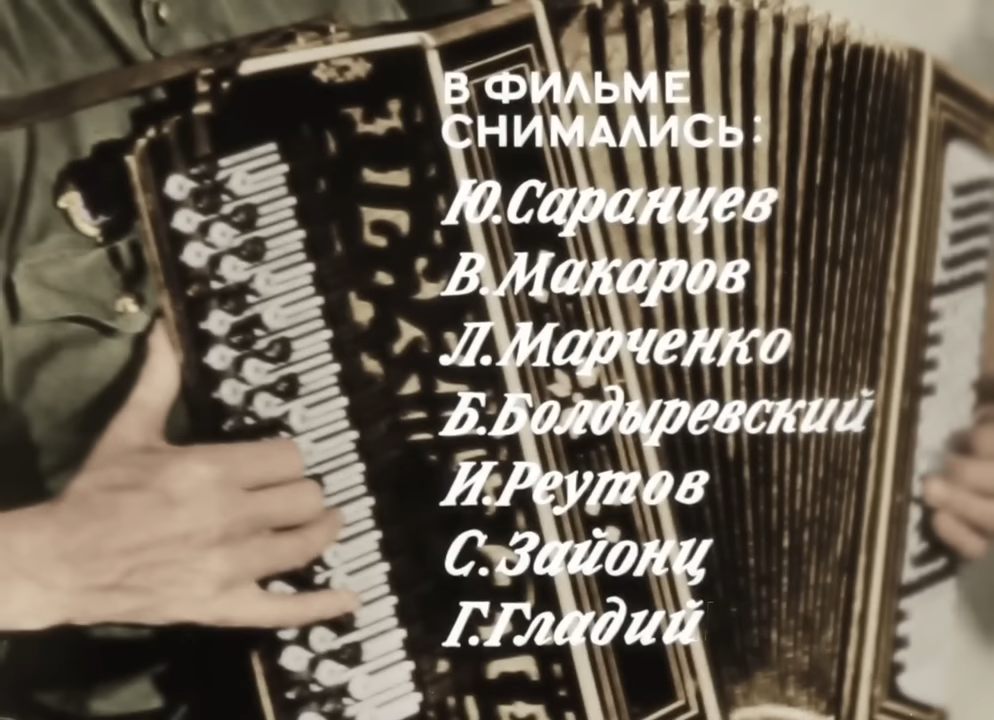 В ФИЛЬМЕ
СНИМАЛИСЬ:
Ю.Саранцев
В.Макаров
Л.Марченко
Б.Болдыревский
И.Реутов
С.Зайонц
Г.Гладий